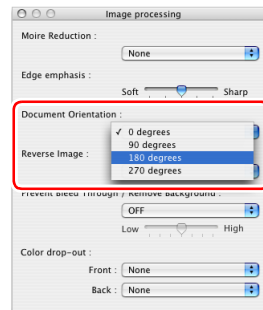 Image processing
Moire Reduction :
None
Edge emphasis :
Soft Sharp
Document Orientation :
✓ 0 degrees
90 degrees
Reverse Image :
180 degrees
270 degrees
Prevent Bleed Through / Remove Background :
OFF
Low High
Color drop-out :
Front : None
Back : None